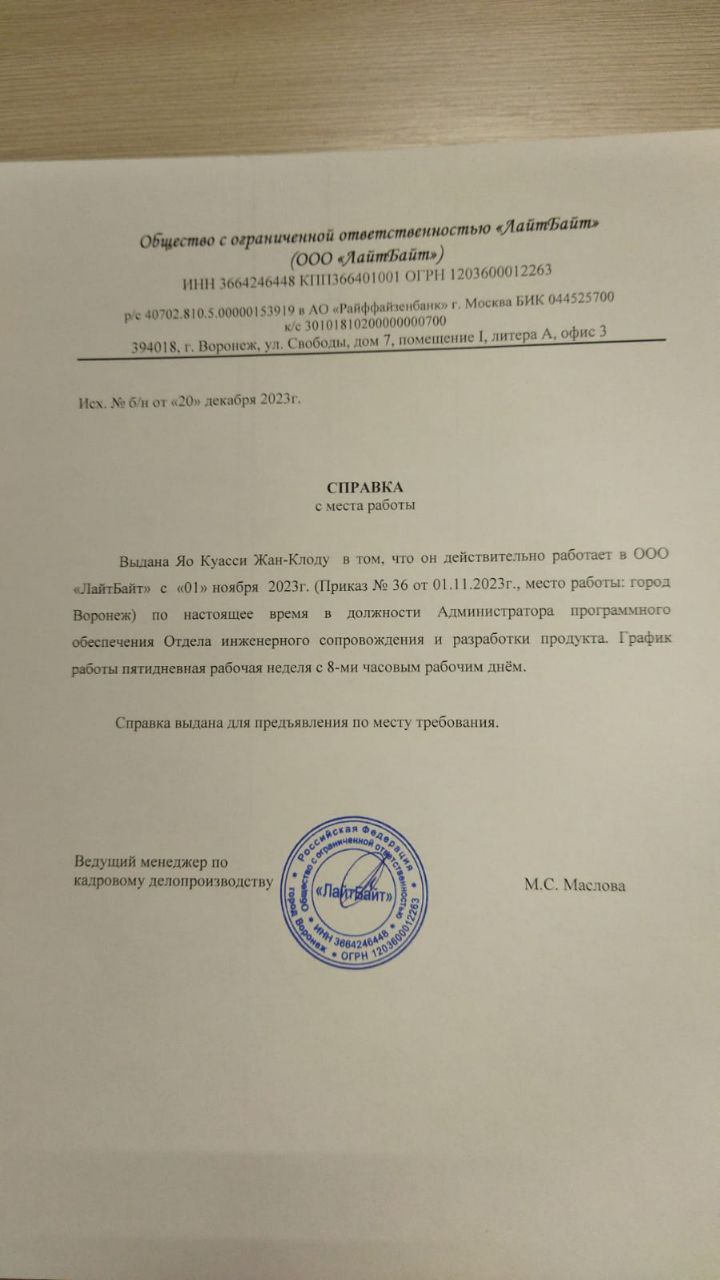 Общество с ограниченной ответственностью «ЛайтБайт»
(ООО «ЛайтБайт»)
ИНН 3664246448 КПП366401001 ОГРН 1203600012263
р/с 40702.810.5.00000153919 в АО «Райффайзенбанк» г. Москва БИК 044525700
к/с 30101810200000000700
394018, г. Воронеж, ул. Свободы, дом 7, помещение I, литера А, офис 3
Исх. № б/н от «20» декабря 2023г.
СПРАВКА
с места работы
Выдана Яо Куасси Жан-Клоду в том, что он действительно работает в ООО
«ЛайтБайт» с «01» ноября 2023г. (Приказ № 36 от 01.11.2023г., место работы: город
Воронеж) по настоящее время в должности Администратора программного
обеспечения Отдела инженерного сопровождения и разработки продукта. График
работы пятидневная рабочая неделя с 8-ми часовым рабочим днём.
Справка выдана для предъявления по месту требования.
Ведущий менеджер по
кадровому делопроизводству
М.С. Маслова
Российская Федерация
Общество с ограниченной ответственностью
«ЛайтБайт»
ИНН 3664246448
город Воронеж * ОГРН 1203600012263